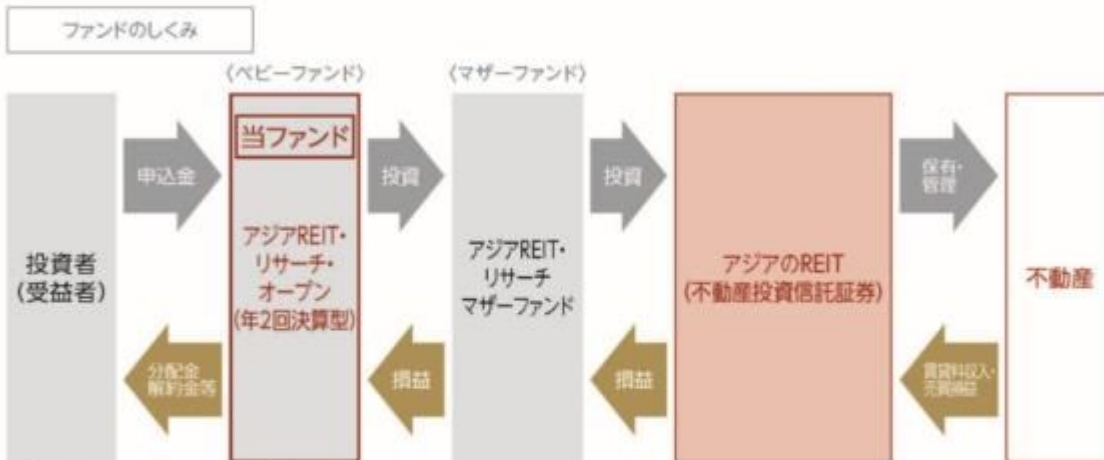 ファンドのしくみ
〈ベビーファンド〉
〈マザーファンド〉
投資者
(受益者)
申込金
分配金
解約金等
当ファンド
アジアREIT・
リサーチ・
オープン
(年2回決算型)
投資
損益
アジアREIT・
リサーチ
マザーファンド
投資
損益
アジアのREIT
(不動産投資信託証券)
保有・
管理
賃貸料収入・
売買損益
不動産